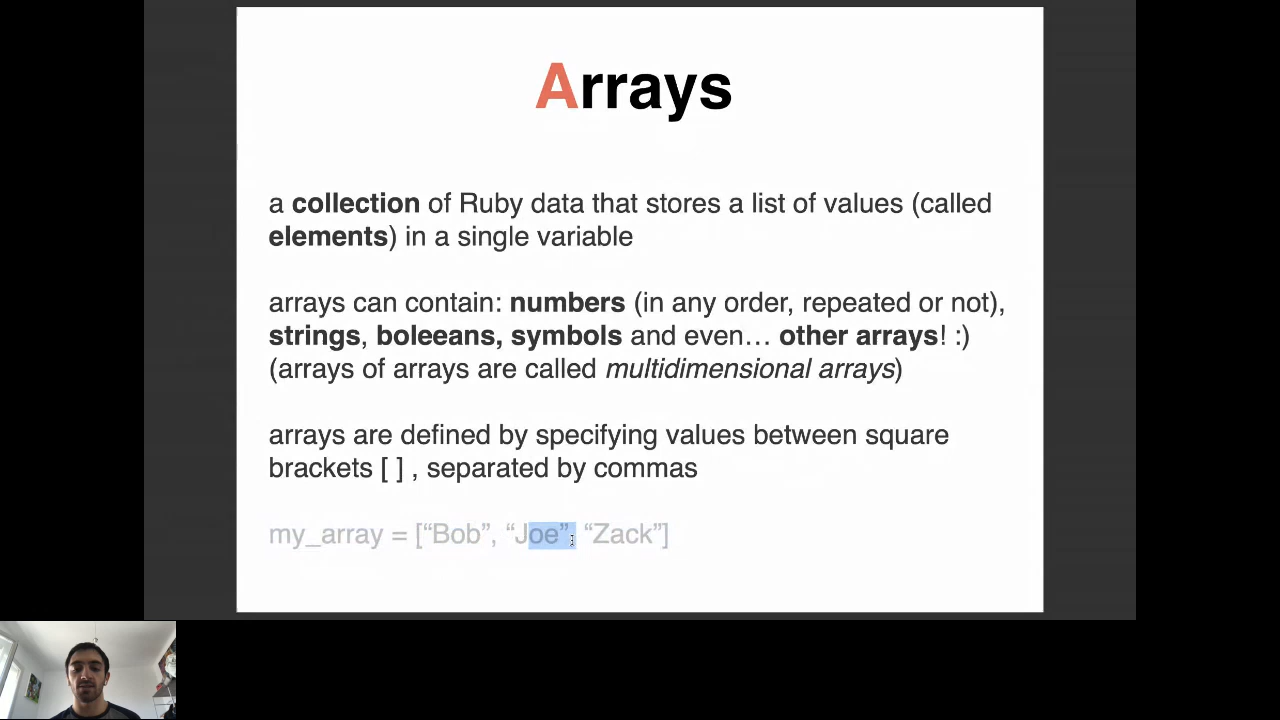 Arrays
a collection of Ruby data that stores a list of values (called
elements) in a single variable
arrays can contain: numbers (in any order, repeated or not),
strings, boleeans, symbols and even… other arrays! :)
(arrays of arrays are called multidimensional arrays)
arrays are defined by specifying values between square
brackets [ ] , separated by commas
my_array = [“Bob”, “Joe”, “Zack”]